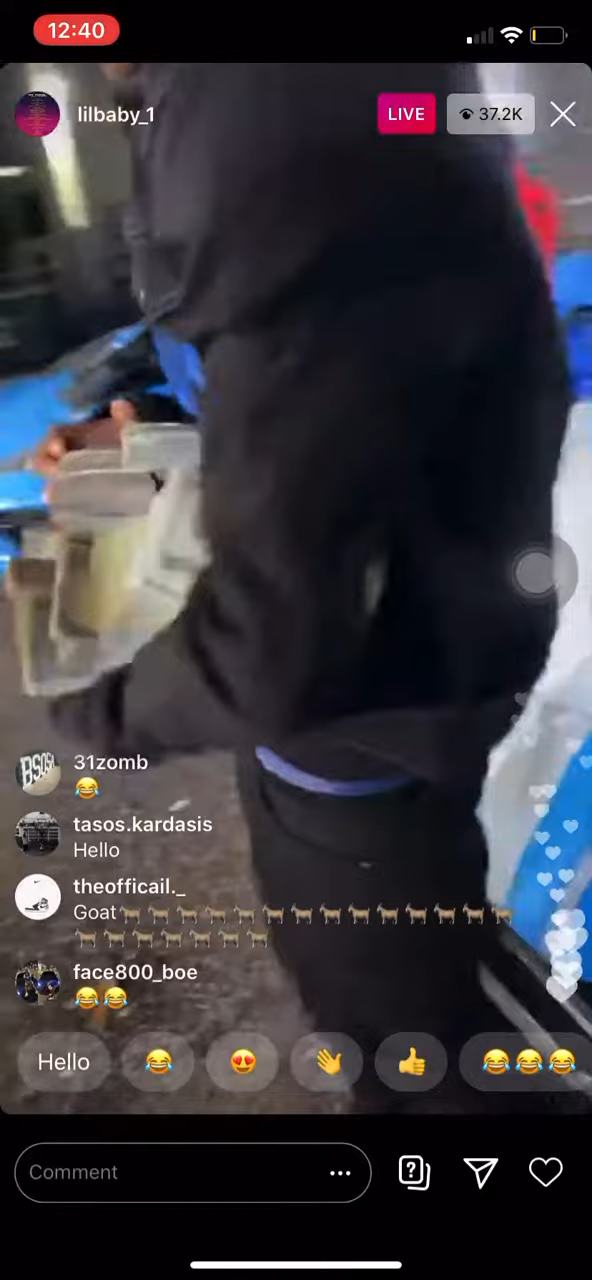 12:40
lilbaby_1
LIVE
37.2K
31zomb
😂
tasos.kardasis
Hello
theofficail._
Goat🐐🐐🐐🐐🐐🐐🐐🐐🐐🐐🐐🐐🐐🐐
🐐🐐🐐🐐🐐🐐🐐
face800_boe
😂😂
Hello 😂 😍 👋 👍 😂😂😂
Comment